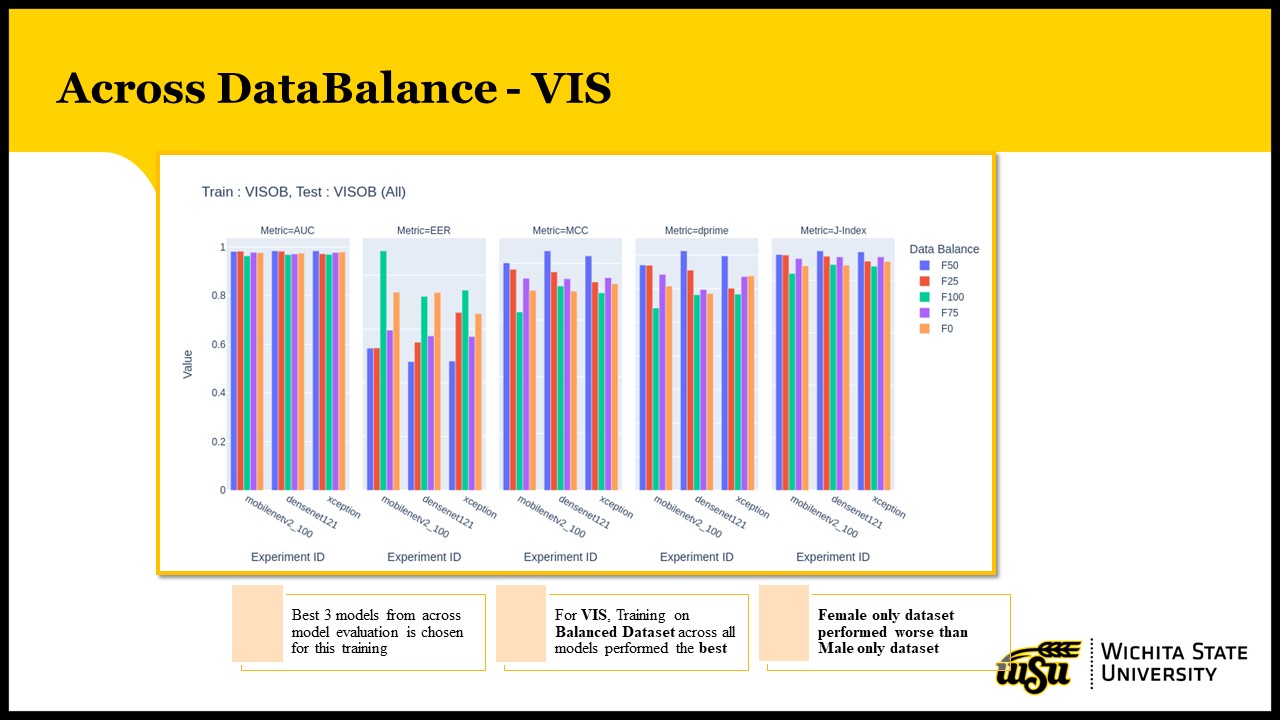 Across DataBalance - VIS
Train : VISOB, Test : VISOB (All)
Metric=AUC
Metric=EER
Metric=MCC
Metric=dprime
Metric=J-Index
Value
1
0.8
0.6
0.4
0.2
0
mobilenetv2_100
densenet121
xception
mobilenetv2_100
densenet121
xception
mobilenetv2_100
densenet121
xception
mobilenetv2_100
densenet121
xception
mobilenetv2_100
densenet121
xception
Experiment ID
Experiment ID
Experiment ID
Experiment ID
Experiment ID
Data Balance
F50
F25
F100
F75
F0
Best 3 models from across
model evaluation is chosen
for this training
For VIS, Training on
Balanced Dataset across all
models performed the best
Female only dataset
performed worse than
Male only dataset
WSU
WICHITA STATE
UNIVERSITY